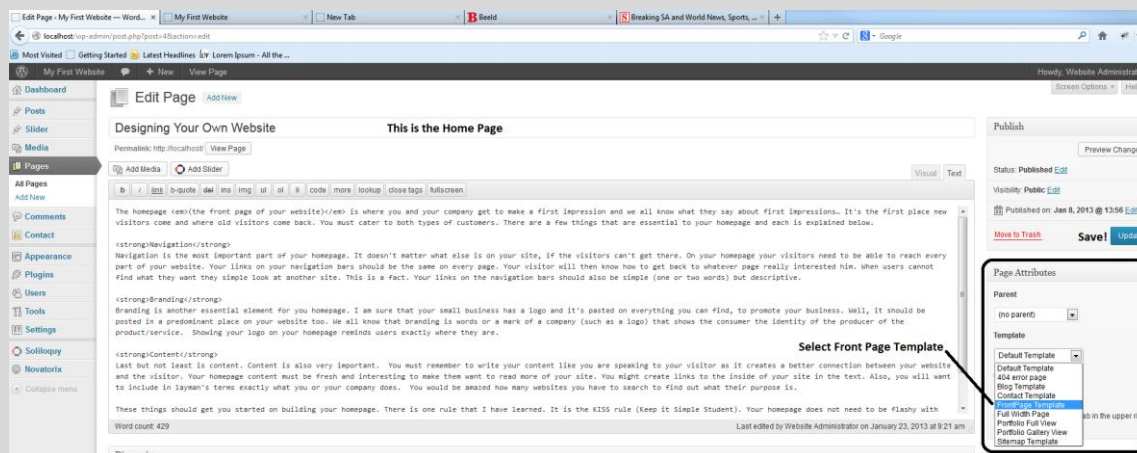 Edit Page ‹ My First Website — Word... ×
My First Website ×
New Tab ×
Beeld ×
Breaking SA and World News, Sports, ... ×
localhost/wp-admin/post.php?post=4&action=edit
Google
Most Visited Getting Started Latest Headlines Lorem Ipsum - All the ...
My First Website + New View Page
Howdy, Website Administrat
Dashboard
Posts
Slider
Media
Pages
All Pages
Add New
Comments
Contact
Appearance
Plugins
Users
Tools
Settings
Soliloquy
Novatorix
Collapse menu
Edit Page Add New
Screen Options Hel
Designing Your Own Website
This is the Home Page
Permalink: http://localhost/ View Page
Add Media Add Slider
Visual Text
b i link b-quote del ins img ul ol li code more lookup close tags fullscreen
The homepage <em>(the front page of your website)</em> is where you and your company get to make a first impression and we all know what they say about first impressions… It's the first place new
visitors come and where old visitors come back. You must cater to both types of customers. There are a few things that are essential to your homepage and each is explained below.
<strong>Navigation</strong>
Navigation is the most important part of your homepage. It doesn't matter what else is on your site, if the visitors can't get there. On your homepage your visitors need to be able to reach every
part of your website. Your links on your navigation bars should be the same on every page. Your visitor will then know how to get back to whatever page really interested him. When users cannot
find what they want they simple look at another site. This is a fact. Your links on the navigation bars should also be simple (one or two words) but descriptive.
<strong>Branding</strong>
Branding is another essential element for you homepage. I am sure that your small business has a logo and it's pasted on everything you can find, to promote your business. Well, it should be
posted in a predominant place on your website too. We all know that branding is words or a mark of a company (such as a logo) that shows the consumer the identity of the producer of the
product/service. Showing your logo on your homepage reminds users exactly where they are.
<strong>Content</strong>
Last but not least is content. Content is also very important. You must remember to write your content like you are speaking to your visitor as it creates a better connection between your website
and the visitor. Your homepage content must be fresh and interesting to make them want to read more of your site. You might create links to the inside of your site in the text. Also, you will want
to include in layman's terms exactly what you or your company does. You would be amazed how many websites you have to search to find out what their purpose is.
These things should get you started on building your homepage. There is one rule that I have learned. It is the KISS rule (Keep it Simple Student). Your homepage does not need to be flashy with
Word count: 429
Last edited by Website Administrator on January 23, 2013 at 9:21 am
Publish
Preview Change
Status: Published Edit
Visibility: Public Edit
Published on: Jan 8, 2013 @ 13:56 Edi
Move to Trash
Save!
Upda
Page Attributes
Parent
(no parent)
Template
Select Front Page Template
Default Template
Default Template
404 error page
Blog Template
Contact Template
FrontPage Template
Full Width Page
Portfolio Full View
Portfolio Gallery View
Sitemap Template
ab in the upper ri